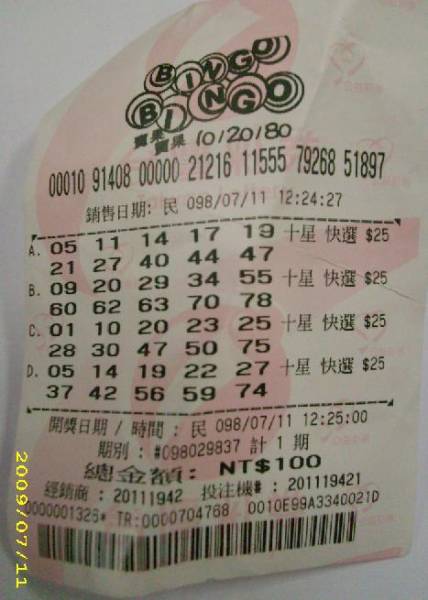 BINGO
BINGO
賓果
賓果 10/20/80
00010 91408 00000 21216 11555 79268 51897
銷售日期: 民 098/07/11 12:24:27
A. 05 11 14 17 19 十星 快選 $25
21 27 40 44 47
B. 09 20 29 34 55 十星 快選 $25
60 62 63 70 78
C. 01 10 20 23 25 十星 快選 $25
28 30 47 50 75
D. 05 14 19 22 27 十星 快選 $25
37 42 56 59 74
開獎日期 / 時間 : 民 098/07/11 12:25:00
期別 : #098029837 計 1 期
總金額: NT$100
經銷商 : 20111942 投注機# : 201119421
0000001326* TR:0000704768 0010E99A3340021D
2009/07/11